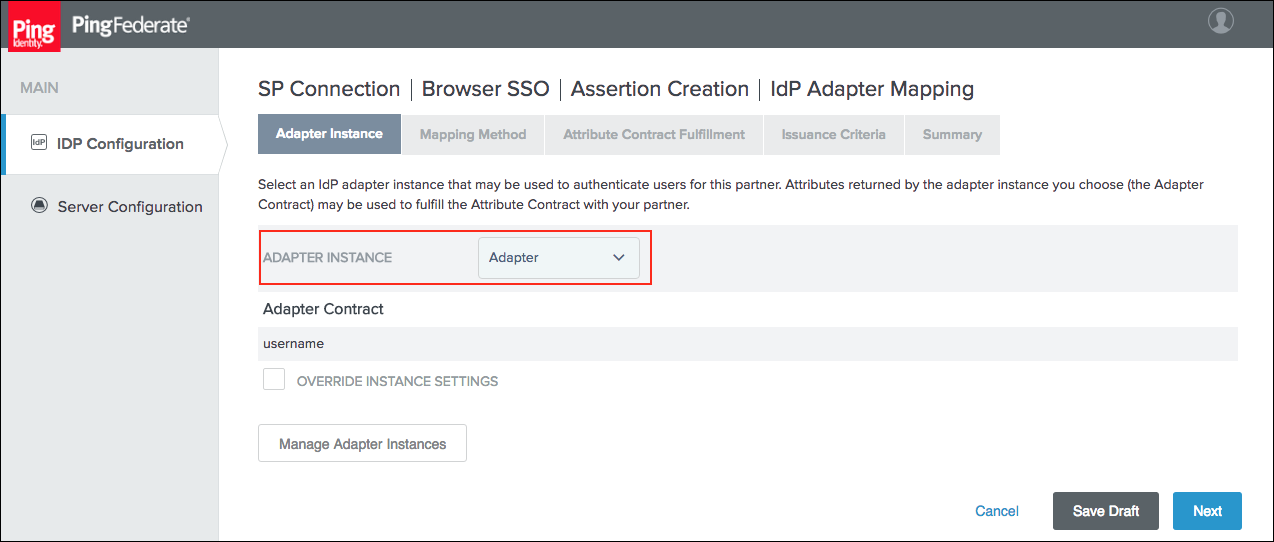 Ping
Identity.
PingFederate®
MAIN
IdP IDP Configuration
Server Configuration
SP Connection | Browser SSO | Assertion Creation | IdP Adapter Mapping
Adapter Instance Mapping Method Attribute Contract Fulfillment Issuance Criteria Summary
Select an IdP adapter instance that may be used to authenticate users for this partner. Attributes returned by the adapter instance you choose (the Adapter
Contract) may be used to fulfill the Attribute Contract with your partner.
ADAPTER INSTANCE Adapter
Adapter Contract
username
OVERRIDE INSTANCE SETTINGS
Manage Adapter Instances
Cancel Save Draft Next